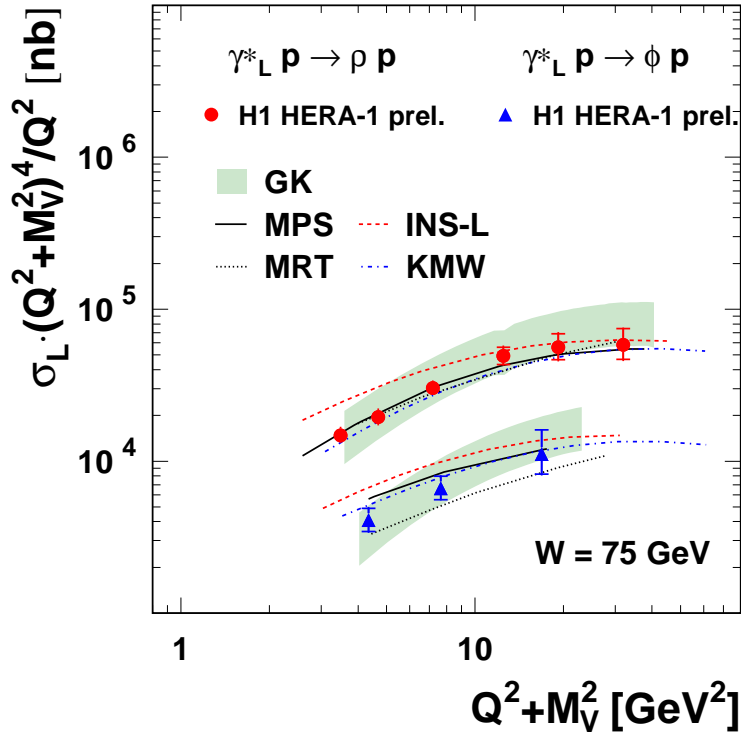 γ*L p → ρ p    γ*L p → ϕ p
H1 HERA-1 prel.    H1 HERA-1 prel.
GK
MPS    INS-L
MRT    KMW
W = 75 GeV
σL·(Q²+M²V)⁴/Q² [nb]
10⁶
10⁵
10⁴
1    10
Q²+M²V [GeV²]